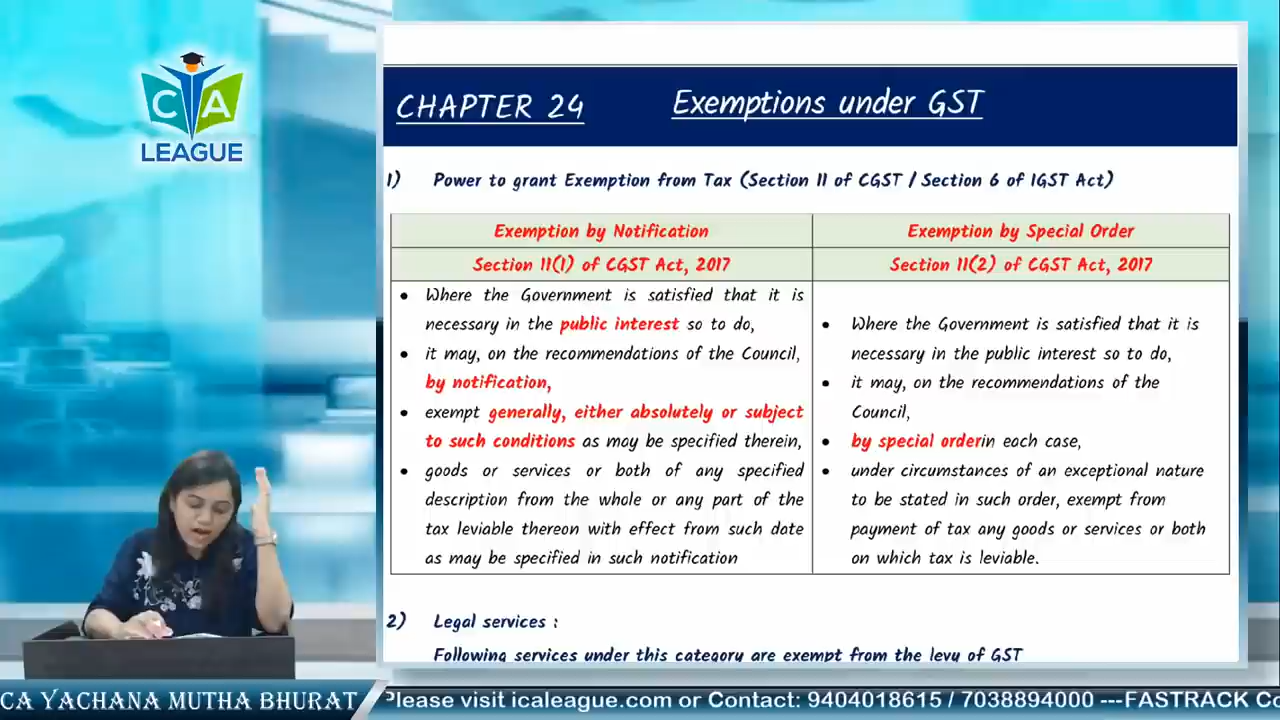 CA
LEAGUE
CHAPTER 24
Exemptions under GST
1) Power to grant Exemption from Tax (Section 11 of CGST / Section 6 of IGST Act)
Exemption by Notification
Section 11(1) of CGST Act, 2017
• Where the Government is satisfied that it is
necessary in the public interest so to do,
• it may, on the recommendations of the Council,
by notification,
• exempt generally, either absolutely or subject
to such conditions as may be specified therein,
• goods or services or both of any specified
description from the whole or any part of the
tax leviable thereon with effect from such date
as may be specified in such notification
Exemption by Special Order
Section 11(2) of CGST Act, 2017
• Where the Government is satisfied that it is
necessary in the public interest so to do,
• it may, on the recommendations of the
Council,
• by special orderin each case,
• under circumstances of an exceptional nature
to be stated in such order, exempt from
payment of tax any goods or services or both
on which tax is leviable.
2) Legal services :
Following services under this category are exempt from the levy of GST
CA YACHANA MUTHA BHURAT
Please visit icaleague.com or Contact: 9404018615 / 7038894000 ---FASTRACK Co